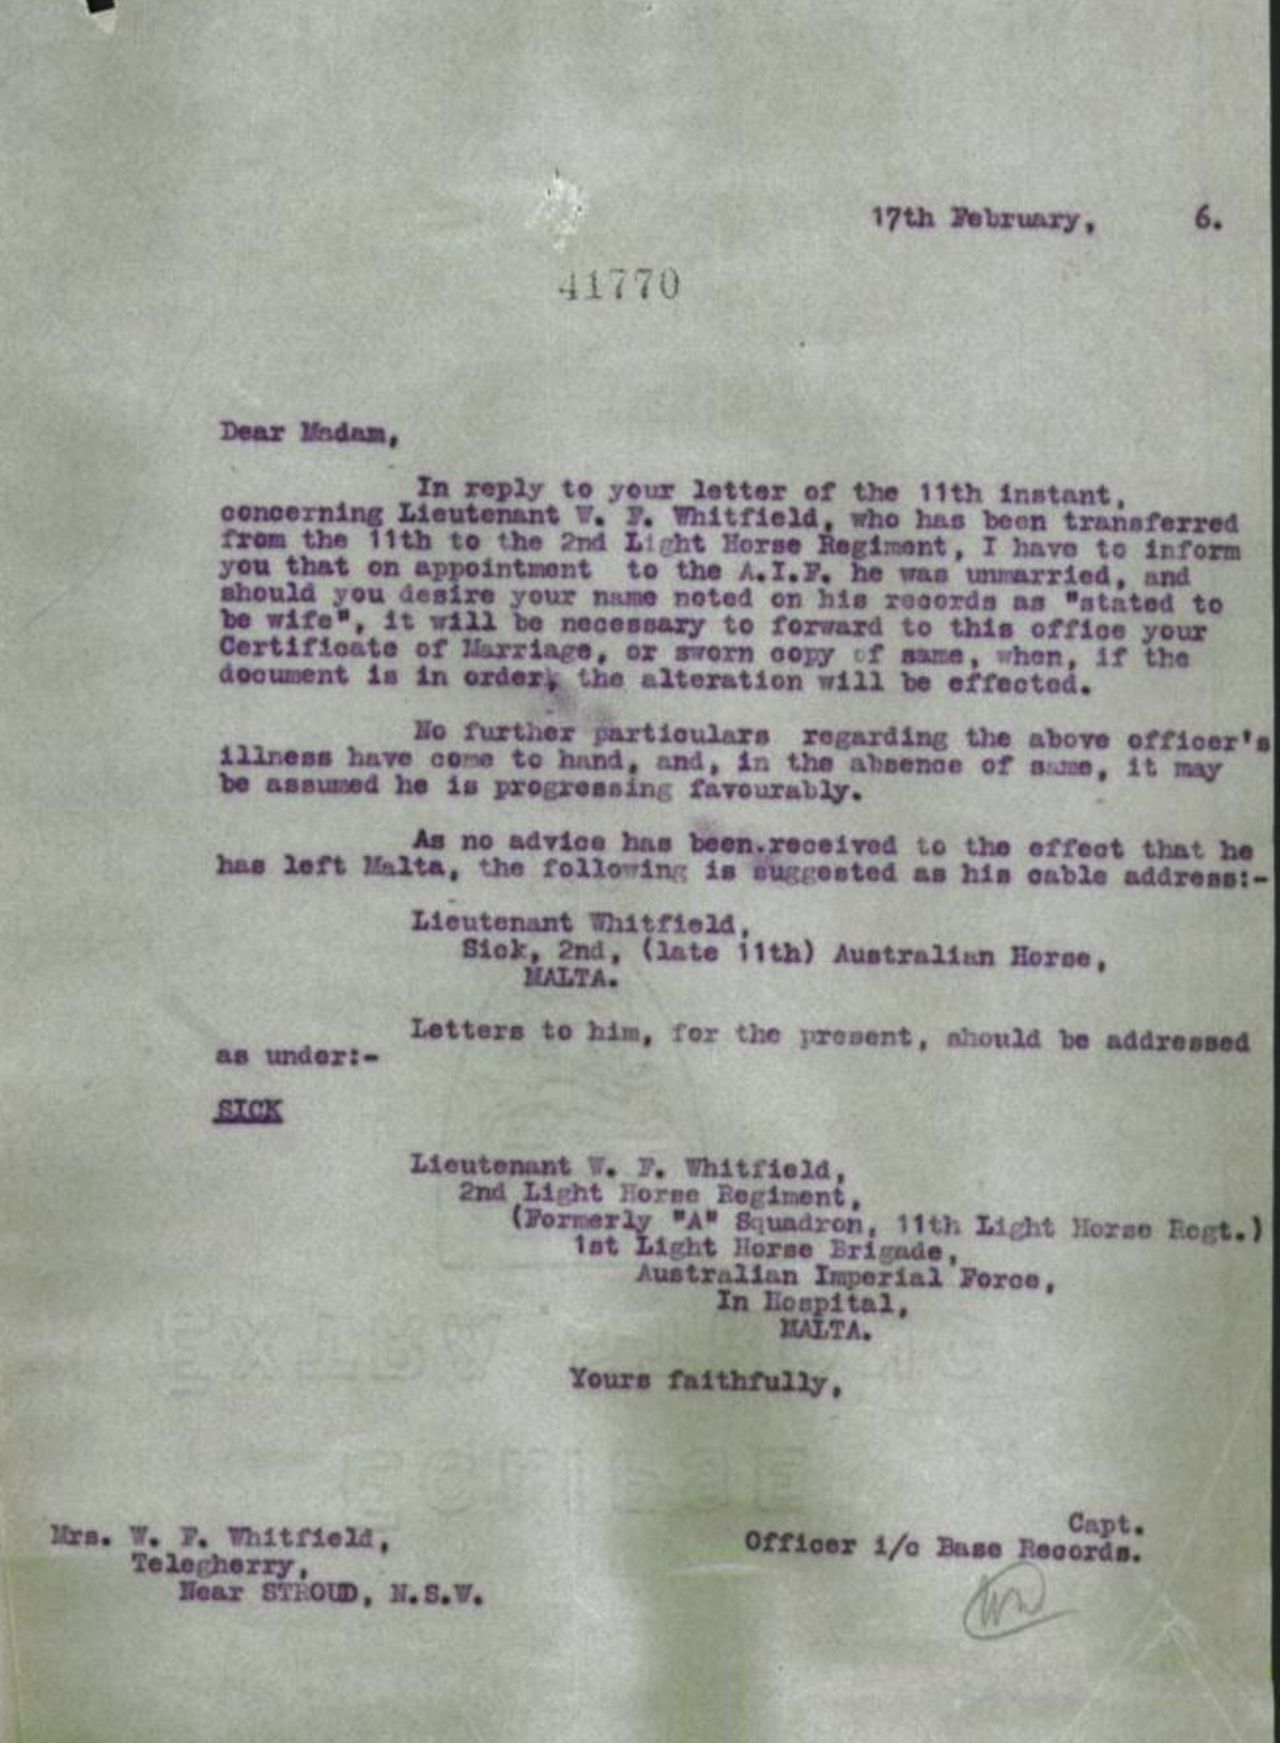 17th February, 6.
41770
Dear Madam,
In reply to your letter of the 11th instant,
concerning Lieutenant W. F. Whitfield, who has been transferred
from the 11th to the 2nd Light Horse Regiment, I have to inform
you that on appointment to the A.I.F. he was unmarried, and
should you desire your name noted on his records as "stated to
be wife", it will be necessary to forward to this office your
Certificate of Marriage, or sworn copy of same, when, if the
document is in order, the alteration will be effected.
No further particulars regarding the above officer's
illness have come to hand, and, in the absence of same, it may
be assumed he is progressing favourably.
As no advice has been.received to the effect that he
has left Malta, the following is suggested as his cable address:-
Lieutenant Whitfield,
Sick, 2nd, (late 11th) Australian Horse,
MALTA.
Letters to him, for the present, should be addressed
as under:-
SICK
Lieutenant W. F. Whitfield,
2nd Light Horse Regiment,
(Formerly "A" Squadron, 11th Light Horse Regt.)
1st Light Horse Brigade,
Australian Imperial Force,
In Hospital,
MALTA.
Yours faithfully,
Capt.
Officer i/c Base Records.
Mrs. W. F. Whitfield,
Telegherry,
Near STROUD, N.S.W.